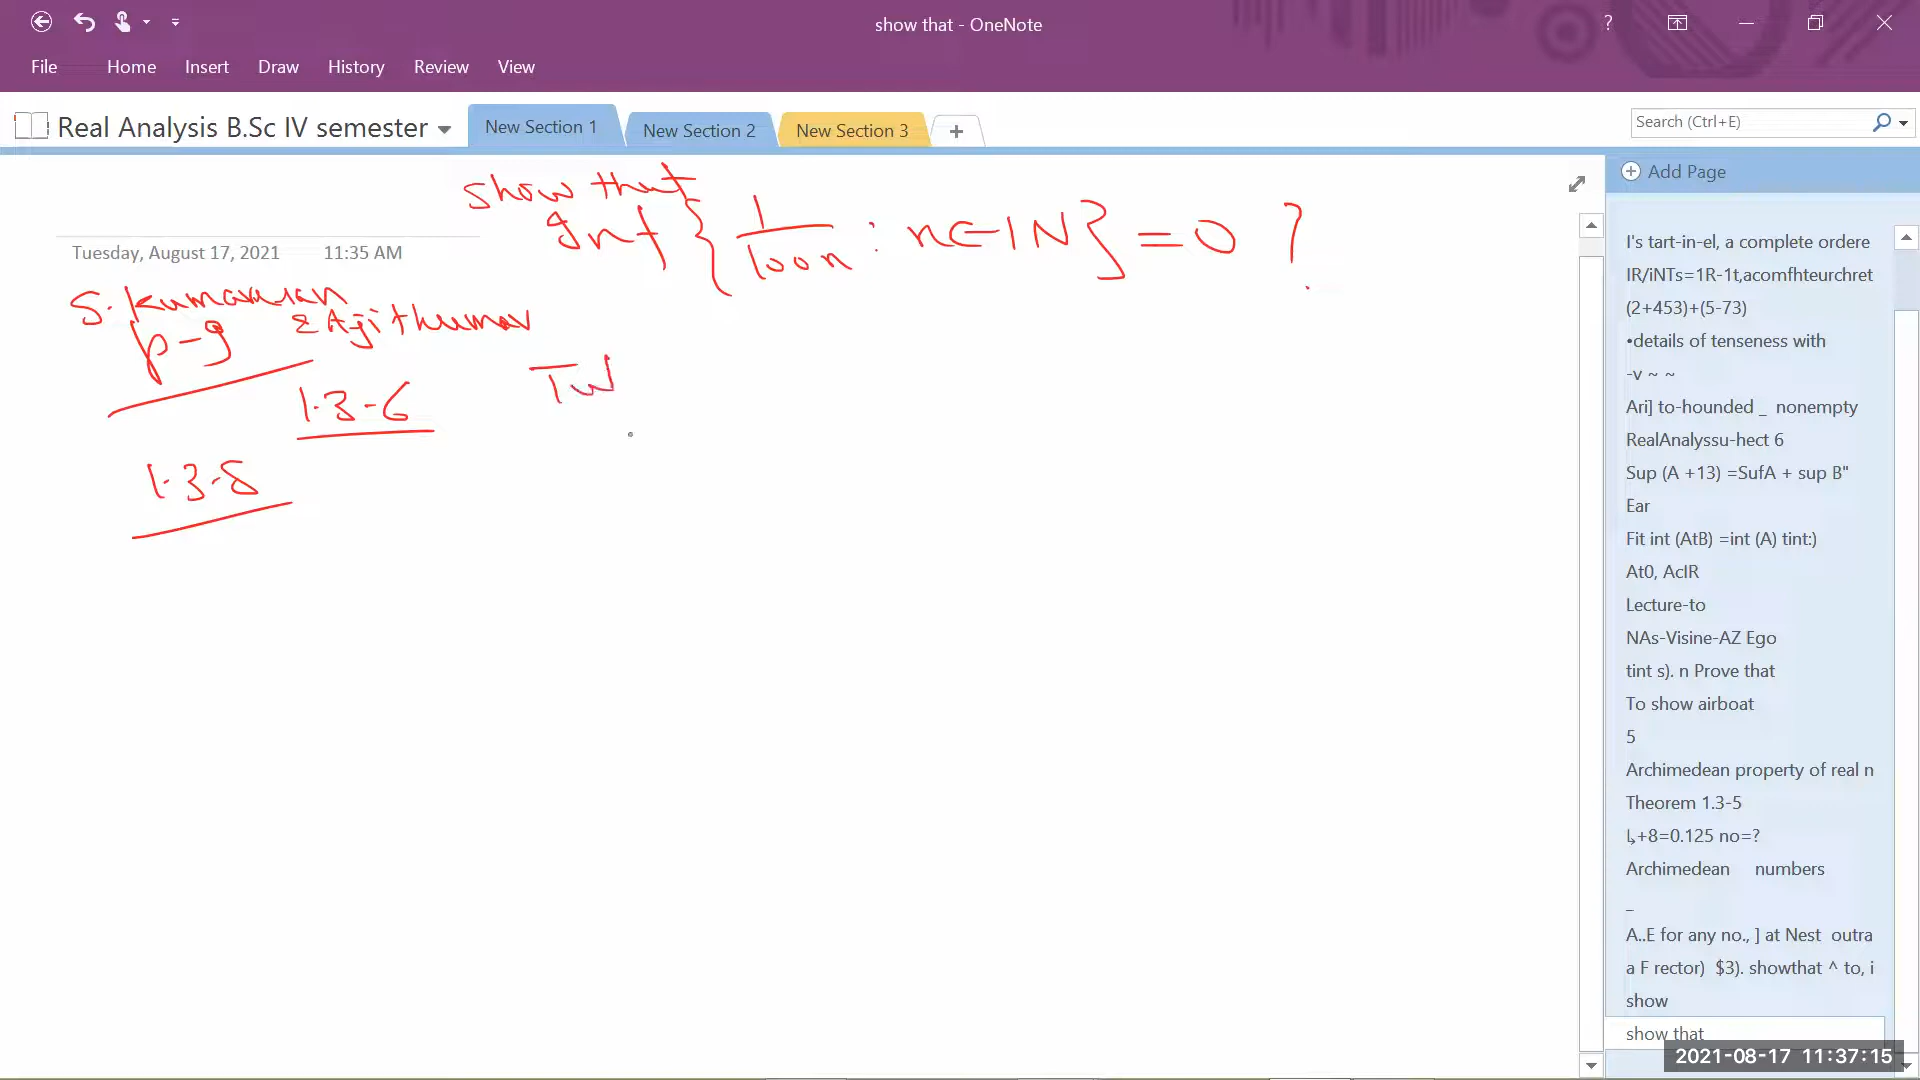 show that - OneNote
?
File Home Insert Draw History Review View
Real Analysis B.Sc IV semester
New Section 1
New Section 2
New Section 3
+
Search (Ctrl+E)
show that
Inf { 1/100n : n∈IN } = 0 ?
Tuesday, August 17, 2021 11:35 AM
S. Kumaresan
& Ajitkumar
p-9
1.3-6
1.3-8
Add Page
I's tart-in-el, a complete ordere
IR/iNTs=1R-1t,acomfhteurchret
(2+453)+(5-73)
•details of tenseness with
-v ~ ~
Ari] to-hounded _ nonempty
RealAnalyssu-hect 6
Sup (A +13) =SufA + sup B"
Ear
Fit int (AtB) =int (A) tint:)
At0, AcIR
Lecture-to
NAs-Visine-AZ Ego
tint s). n Prove that
To show airboat
5
Archimedean property of real n
Theorem 1.3-5
↳+8=0.125 no=?
Archimedean numbers
_
A..E for any no., ] at Nest outra
a F rector) $3). showthat ^ to, i
show
show that
2021-08-17 11:37:15